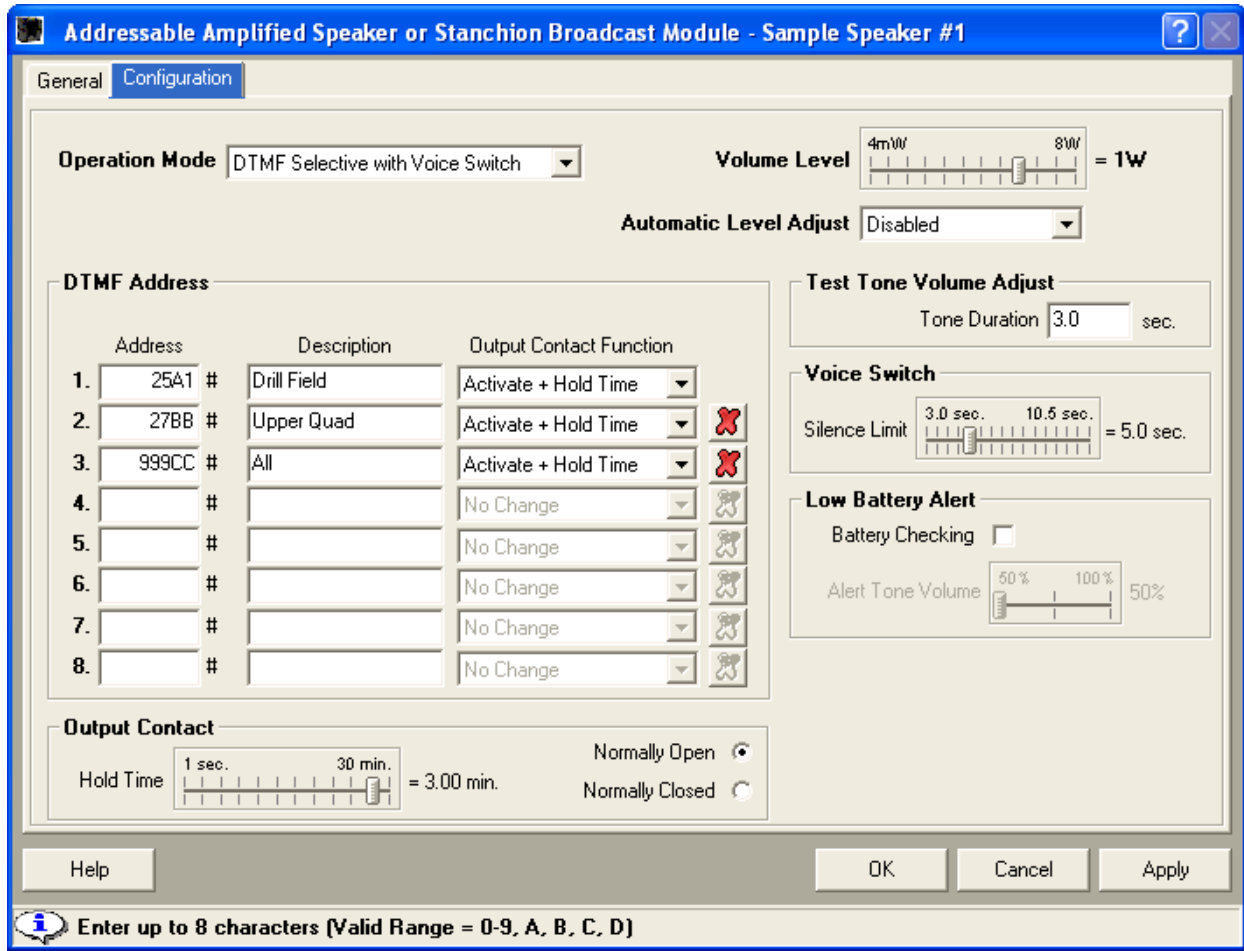 Addressable Amplified Speaker or Stanchion Broadcast Module - Sample Speaker #1
General Configuration
Operation Mode DTMF Selective with Voice Switch
Volume Level 4mW 8W = 1W
Automatic Level Adjust Disabled
DTMF Address
Address Description Output Contact Function
1. 25A1 # Drill Field Activate + Hold Time
2. 27BB # Upper Quad Activate + Hold Time
3. 999CC # All Activate + Hold Time
4. # No Change
5. # No Change
6. # No Change
7. # No Change
8. # No Change
Test Tone Volume Adjust
Tone Duration 3.0 sec.
Voice Switch
3.0 sec. 10.5 sec.
Silence Limit = 5.0 sec.
Low Battery Alert
Battery Checking
50% 100%
Alert Tone Volume 50%
Output Contact
1 sec. 30 min.
Hold Time = 3.00 min.
Normally Open
Normally Closed
Help OK Cancel Apply
Enter up to 8 characters (Valid Range = 0-9, A, B, C, D)